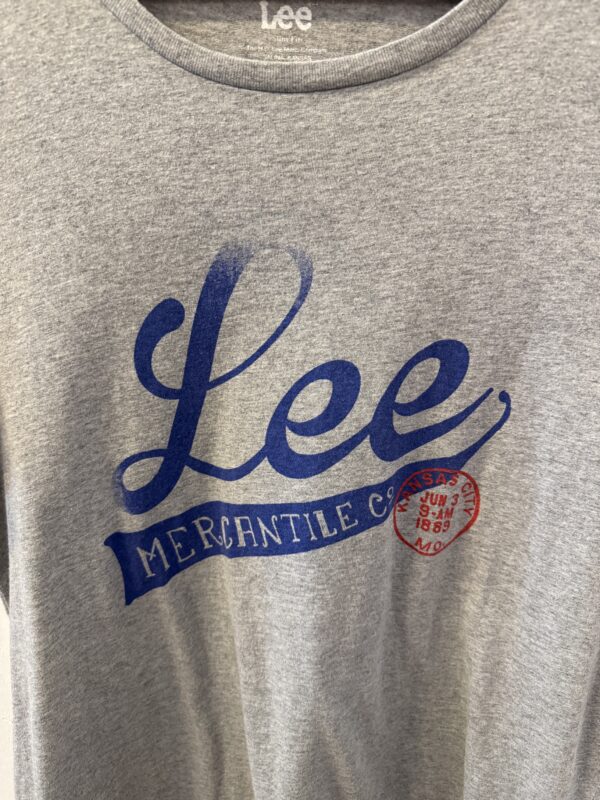 Lee
Lee
MERCANTILE Co
KANSAS CITY
JUN 3
9-AM
1889
MO.